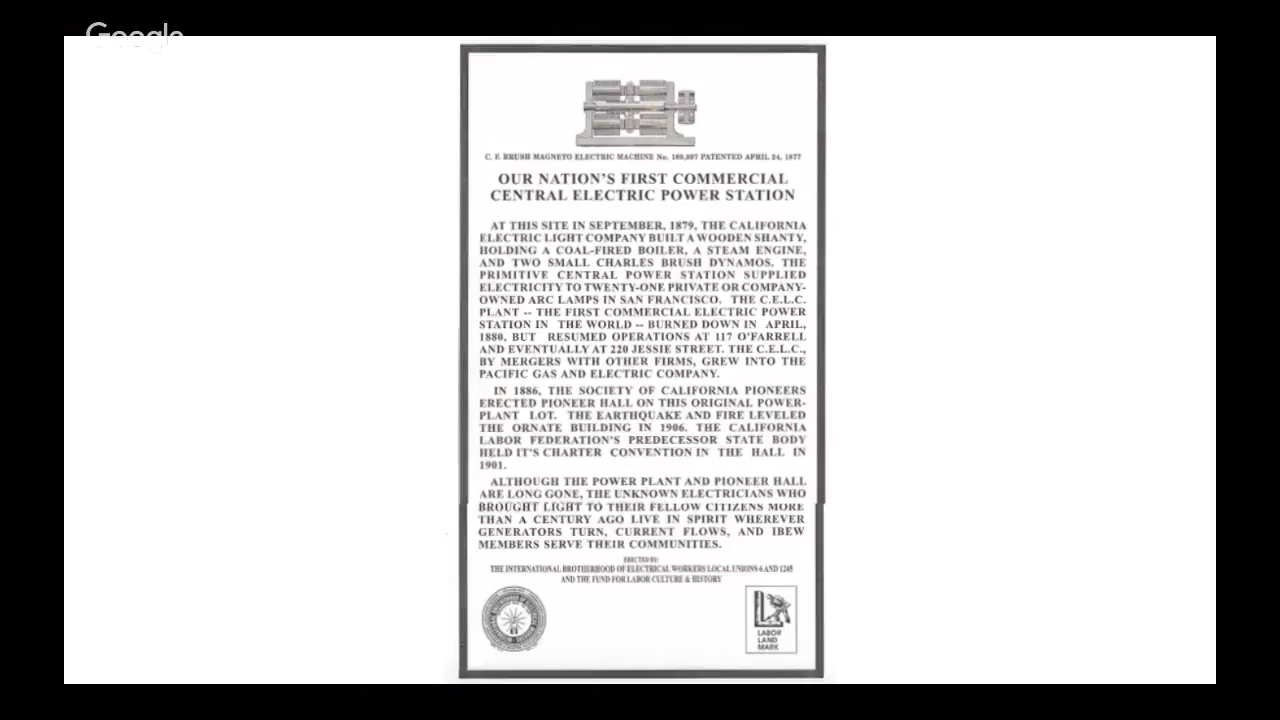 Google
C. F. BRUSH MAGNETO ELECTRIC MACHINE No. 189,997 PATENTED APRIL 24, 1877
OUR NATION'S FIRST COMMERCIAL
CENTRAL ELECTRIC POWER STATION
AT THIS SITE IN SEPTEMBER, 1879, THE CALIFORNIA
ELECTRIC LIGHT COMPANY BUILT A WOODEN SHANTY,
HOLDING A COAL-FIRED BOILER, A STEAM ENGINE,
AND TWO SMALL CHARLES BRUSH DYNAMOS. THE
PRIMITIVE CENTRAL POWER STATION SUPPLIED
ELECTRICITY TO TWENTY-ONE PRIVATE OR COMPANY-
OWNED ARC LAMPS IN SAN FRANCISCO. THE C.E.L.C.
PLANT -- THE FIRST COMMERCIAL ELECTRIC POWER
STATION IN THE WORLD -- BURNED DOWN IN APRIL,
1880, BUT RESUMED OPERATIONS AT 117 O'FARRELL
AND EVENTUALLY AT 220 JESSIE STREET. THE C.E.L.C.,
BY MERGERS WITH OTHER FIRMS, GREW INTO THE
PACIFIC GAS AND ELECTRIC COMPANY.
IN 1886, THE SOCIETY OF CALIFORNIA PIONEERS
ERECTED PIONEER HALL ON THIS ORIGINAL POWER-
PLANT LOT. THE EARTHQUAKE AND FIRE LEVELED
THE ORNATE BUILDING IN 1906. THE CALIFORNIA
LABOR FEDERATION'S PREDECESSOR STATE BODY
HELD IT'S CHARTER CONVENTION IN THE HALL IN
1901.
ALTHOUGH THE POWER PLANT AND PIONEER HALL
ARE LONG GONE, THE UNKNOWN ELECTRICIANS WHO
BROUGHT LIGHT TO THEIR FELLOW CITIZENS MORE
THAN A CENTURY AGO LIVE IN SPIRIT WHEREVER
GENERATORS TURN, CURRENT FLOWS, AND IBEW
MEMBERS SERVE THEIR COMMUNITIES.
ERECTED BY:
THE INTERNATIONAL BROTHERHOOD OF ELECTRICAL WORKERS LOCAL UNIONS 6 AND 1245
AND THE FUND FOR LABOR CULTURE & HISTORY
LABOR
LAND
MARK